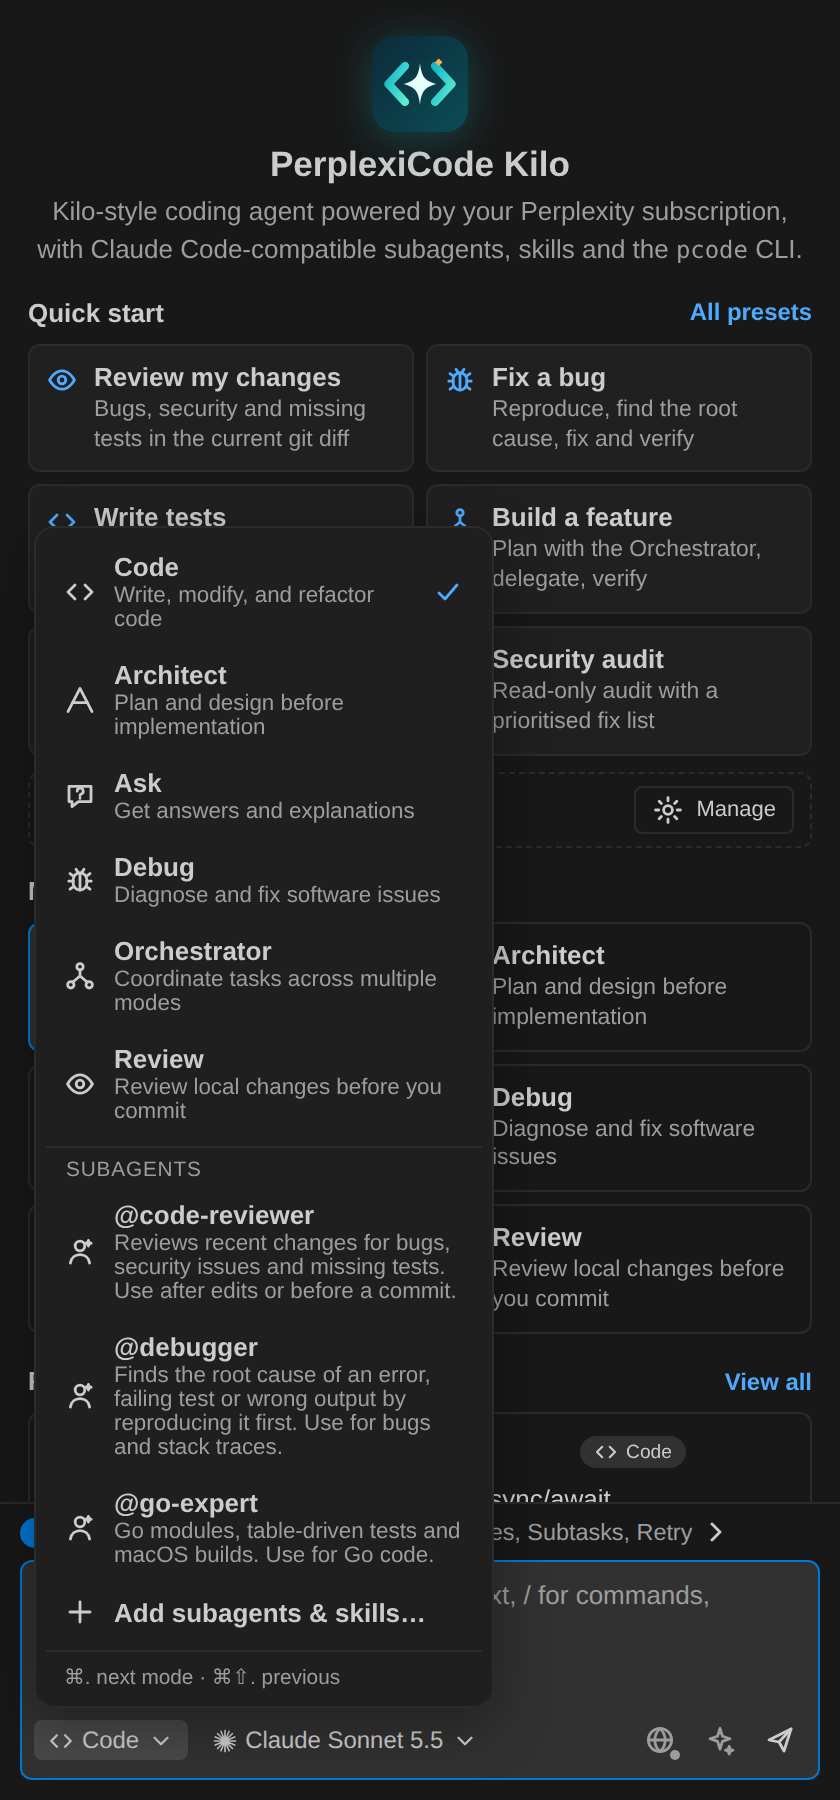 PerplexiCode Kilo
Kilo-style coding agent powered by your Perplexity subscription,
with Claude Code-compatible subagents, skills and the pcode CLI.
Quick start
All presets
Review my changes
Bugs, security and missing
tests in the current git diff
Fix a bug
Reproduce, find the root
cause, fix and verify
Write tests
Build a feature
Plan with the Orchestrator,
delegate, verify
Security audit
Read-only audit with a
prioritised fix list
Manage
Architect
Plan and design before
implementation
Debug
Diagnose and fix software
issues
Review
Review local changes before
you commit
View all
Code
sync/await
es, Subtasks, Retry
xt, / for commands,
Code
Write, modify, and refactor
code
Architect
Plan and design before
implementation
Ask
Get answers and explanations
Debug
Diagnose and fix software issues
Orchestrator
Coordinate tasks across multiple
modes
Review
Review local changes before you
commit
SUBAGENTS
@code-reviewer
Reviews recent changes for bugs,
security issues and missing tests.
Use after edits or before a commit.
@debugger
Finds the root cause of an error,
failing test or wrong output by
reproducing it first. Use for bugs
and stack traces.
@go-expert
Go modules, table-driven tests and
macOS builds. Use for Go code.
Add subagents & skills…
⌘. next mode · ⌘⇧. previous
Code
Claude Sonnet 5.5